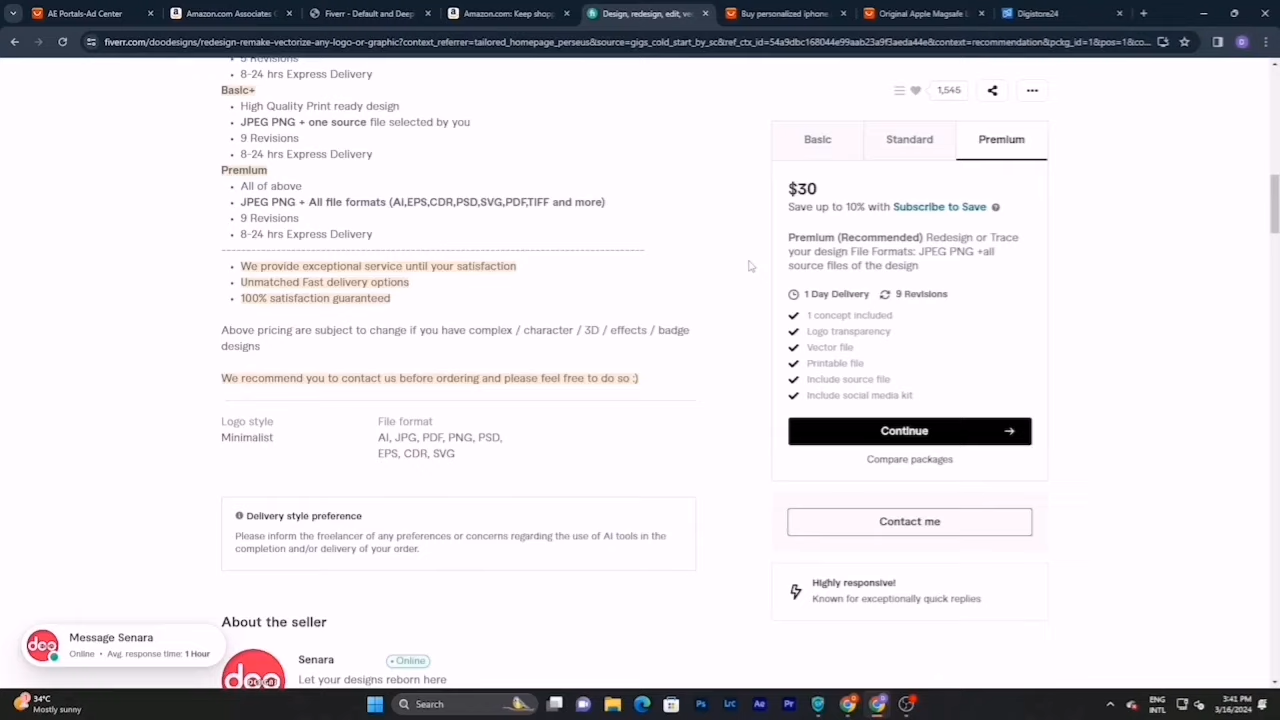 AE Portals-Ad Center
Amazon.com Associates C
Fiverr - Default and Deep
Amazon.com: Keep shop
Design, redesign, edit, ve
Buy personalized iphone
Original Apple Magsafe B
Digistore24
fiverr.com/doodesigns/redesign-remake-vectorize-any-logo-or-graphic?context_referrer=tailored_homepage_perseus&source=gigs_cold_start_by_sc&ref_ctx_id=54a9dbc168044e99aab23a9f3aeda44e&context=recommendation&pckg_id=1&pos=1&co...
5 Revisions
8-24 hrs Express Delivery
Basic+
High Quality Print ready design
JPEG PNG + one source file selected by you
9 Revisions
8-24 hrs Express Delivery
Premium
All of above
JPEG PNG + All file formats (Ai,EPS,CDR,PSD,SVG,PDF,TIFF and more)
9 Revisions
8-24 hrs Express Delivery
We provide exceptional service until your satisfaction
Unmatched Fast delivery options
100% satisfaction guaranteed
Above pricing are subject to change if you have complex / character / 3D / effects / badge
designs
We recommend you to contact us before ordering and please feel free to do so :)
Logo style
Minimalist
File format
AI, JPG, PDF, PNG, PSD,
EPS, CDR, SVG
Delivery style preference
Please inform the freelancer of any preferences or concerns regarding the use of AI tools in the
completion and/or delivery of your order.
About the seller
Senara
• Online
Let your designs reborn here
doo
Message Senara
Online • Avg. response time: 1 Hour
1,545
Basic
Standard
Premium
$30
Save up to 10% with Subscribe to Save
Premium (Recommended) Redesign or Trace
your design File Formats: JPEG PNG +all
source files of the design
1 Day Delivery
9 Revisions
1 concept included
Logo transparency
Vector file
Printable file
Include source file
Include social media kit
Continue
Compare packages
Contact me
Highly responsive!
Known for exceptionally quick replies
34°C
Mostly sunny
Search
ENG
INTL
3:41 PM
3/16/2024